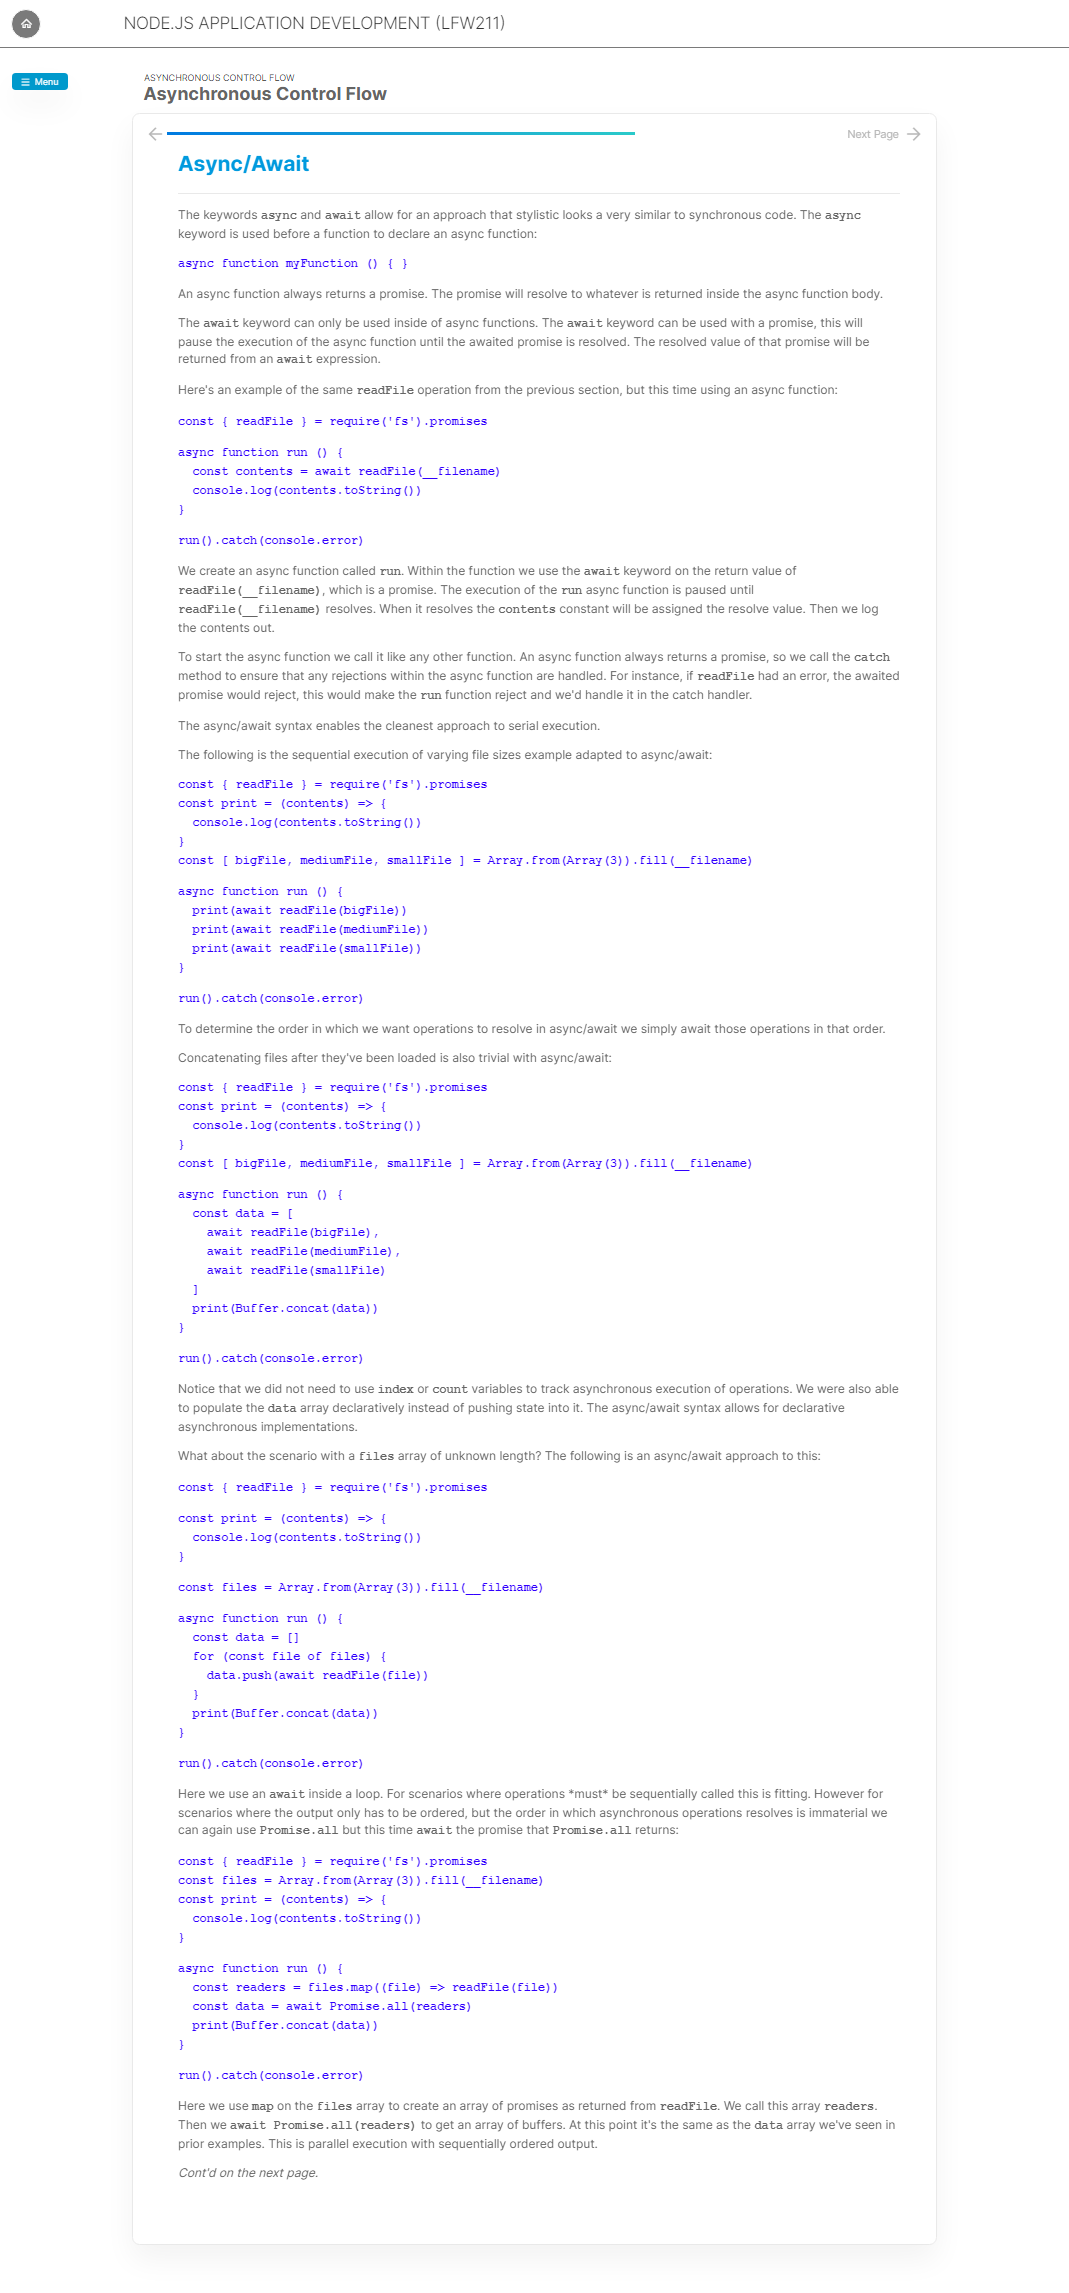 NODE.JS APPLICATION DEVELOPMENT (LFW211)
Menu
ASYNCHRONOUS CONTROL FLOW
Asynchronous Control Flow
Next Page
Async/Await
The keywords async and await allow for an approach that stylistic looks a very similar to synchronous code. The async
keyword is used before a function to declare an async function:
async function myFunction () { }
An async function always returns a promise. The promise will resolve to whatever is returned inside the async function body.
The await keyword can only be used inside of async functions. The await keyword can be used with a promise, this will
pause the execution of the async function until the awaited promise is resolved. The resolved value of that promise will be
returned from an await expression.
Here's an example of the same readFile operation from the previous section, but this time using an async function:
const { readFile } = require('fs').promises
async function run () {
  const contents = await readFile(__filename)
  console.log(contents.toString())
}
run().catch(console.error)
We create an async function called run. Within the function we use the await keyword on the return value of
readFile(__filename), which is a promise. The execution of the run async function is paused until
readFile(__filename) resolves. When it resolves the contents constant will be assigned the resolve value. Then we log
the contents out.
To start the async function we call it like any other function. An async function always returns a promise, so we call the catch
method to ensure that any rejections within the async function are handled. For instance, if readFile had an error, the awaited
promise would reject, this would make the run function reject and we'd handle it in the catch handler.
The async/await syntax enables the cleanest approach to serial execution.
The following is the sequential execution of varying file sizes example adapted to async/await:
const { readFile } = require('fs').promises
const print = (contents) => {
  console.log(contents.toString())
}
const [ bigFile, mediumFile, smallFile ] = Array.from(Array(3)).fill(__filename)
async function run () {
  print(await readFile(bigFile))
  print(await readFile(mediumFile))
  print(await readFile(smallFile))
}
run().catch(console.error)
To determine the order in which we want operations to resolve in async/await we simply await those operations in that order.
Concatenating files after they've been loaded is also trivial with async/await:
const { readFile } = require('fs').promises
const print = (contents) => {
  console.log(contents.toString())
}
const [ bigFile, mediumFile, smallFile ] = Array.from(Array(3)).fill(__filename)
async function run () {
  const data = [
    await readFile(bigFile),
    await readFile(mediumFile),
    await readFile(smallFile)
  ]
  print(Buffer.concat(data))
}
run().catch(console.error)
Notice that we did not need to use index or count variables to track asynchronous execution of operations. We were also able
to populate the data array declaratively instead of pushing state into it. The async/await syntax allows for declarative
asynchronous implementations.
What about the scenario with a files array of unknown length? The following is an async/await approach to this:
const { readFile } = require('fs').promises
const print = (contents) => {
  console.log(contents.toString())
}
const files = Array.from(Array(3)).fill(__filename)
async function run () {
  const data = []
  for (const file of files) {
    data.push(await readFile(file))
  }
  print(Buffer.concat(data))
}
run().catch(console.error)
Here we use an await inside a loop. For scenarios where operations *must* be sequentially called this is fitting. However for
scenarios where the output only has to be ordered, but the order in which asynchronous operations resolves is immaterial we
can again use Promise.all but this time await the promise that Promise.all returns:
const { readFile } = require('fs').promises
const files = Array.from(Array(3)).fill(__filename)
const print = (contents) => {
  console.log(contents.toString())
}
async function run () {
  const readers = files.map((file) => readFile(file))
  const data = await Promise.all(readers)
  print(Buffer.concat(data))
}
run().catch(console.error)
Here we use map on the files array to create an array of promises as returned from readFile. We call this array readers.
Then we await Promise.all(readers) to get an array of buffers. At this point it's the same as the data array we've seen in
prior examples. This is parallel execution with sequentially ordered output.
Cont'd on the next page.